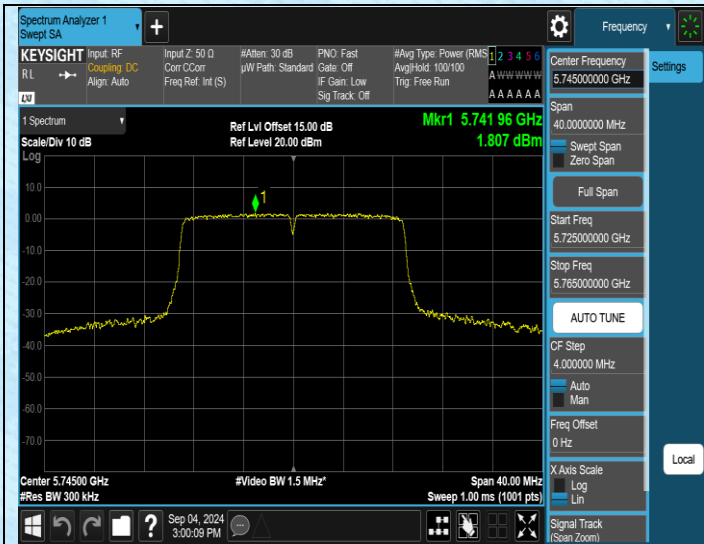 Spectrum Analyzer 1
Swept SA
+
Frequency
KEYSIGHT
RL
LXI
Input: RF
Coupling: DC
Align: Auto
Input Z: 50 Ω
Corr CCorr
Freq Ref: Int (S)
#Atten: 30 dB
µW Path: Standard
PNO: Fast
Gate: Off
IF Gain: Low
Sig Track: Off
#Avg Type: Power (RMS
Avg|Hold: 100/100
Trig: Free Run
1 2 3 4 5 6
A W W W W W
A A A A A A
1 Spectrum
Scale/Div 10 dB
Log
Ref Lvl Offset 15.00 dB
Ref Level 20.00 dBm
Mkr1 5.741 96 GHz
1.807 dBm
1
10.0
0.00
-10.0
-20.0
-30.0
-40.0
-50.0
-60.0
-70.0
Center 5.74500 GHz
#Res BW 300 kHz
#Video BW 1.5 MHz*
Span 40.00 MHz
Sweep 1.00 ms (1001 pts)
Center Frequency
5.745000000 GHz
Span
40.0000000 MHz
Swept Span
Zero Span
Full Span
Start Freq
5.725000000 GHz
Stop Freq
5.765000000 GHz
AUTO TUNE
CF Step
4.000000 MHz
Auto
Man
Freq Offset
0 Hz
X Axis Scale
Log
Lin
Signal Track
(Span Zoom)
Settings
Local
?
Sep 04, 2024
3:00:09 PM